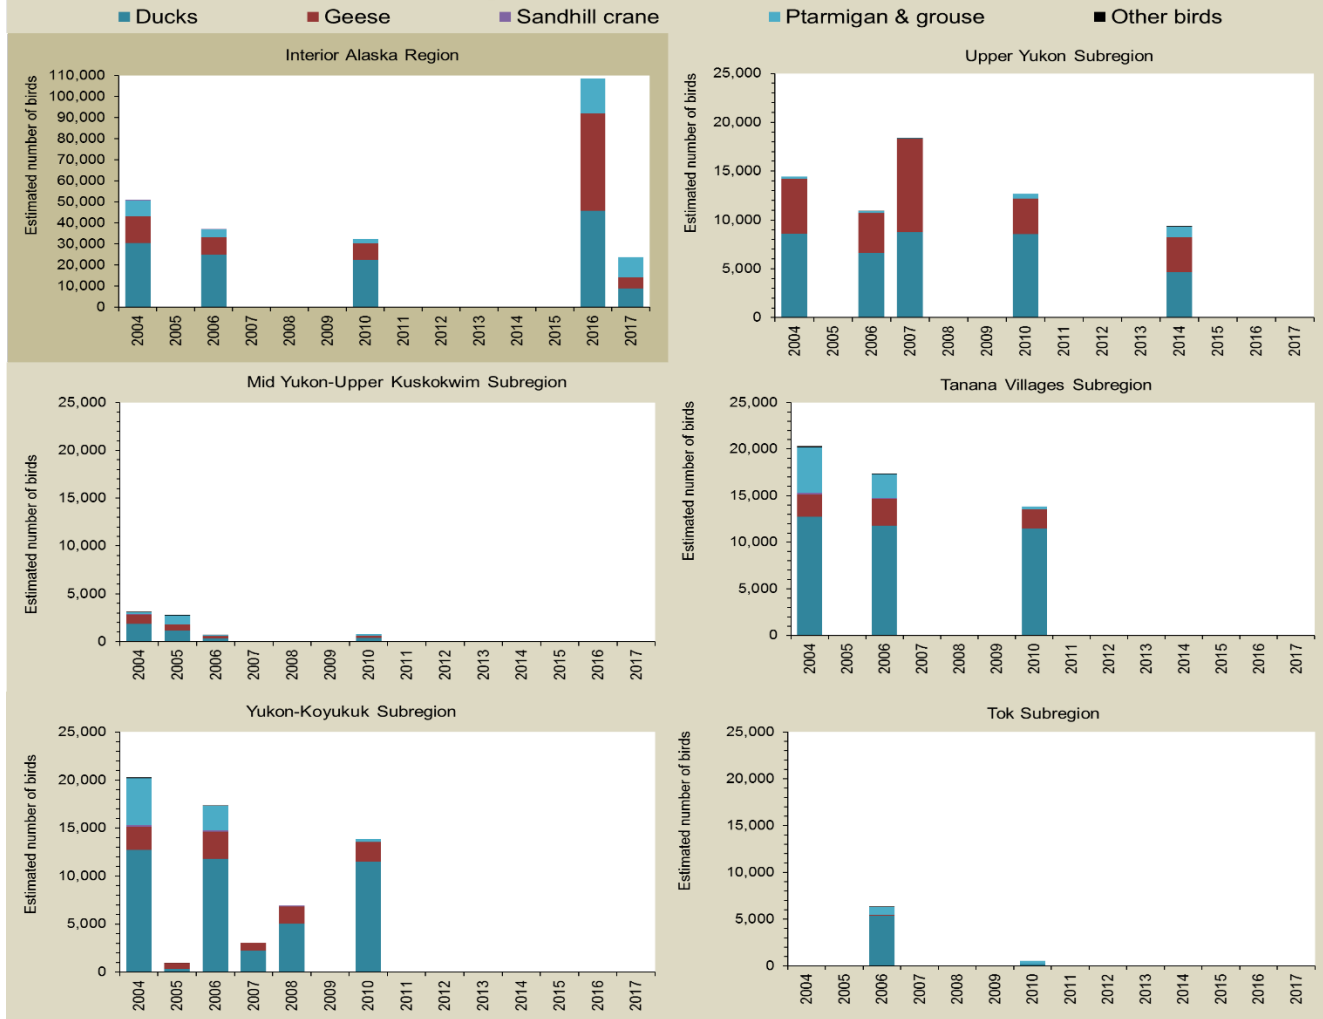 Ducks Geese Sandhill crane Ptarmigan & grouse Other birds
Interior Alaska Region
Estimated number of birds
110,000
100,000
90,000
80,000
70,000
60,000
50,000
40,000
30,000
20,000
10,000
0
2004 2005 2006 2007 2008 2009 2010 2011 2012 2013 2014 2015 2016 2017
Upper Yukon Subregion
Estimated number of birds
25,000
20,000
15,000
10,000
5,000
0
2004 2005 2006 2007 2008 2009 2010 2011 2012 2013 2014 2015 2016 2017
Mid Yukon-Upper Kuskokwim Subregion
Estimated number of birds
25,000
20,000
15,000
10,000
5,000
0
2004 2005 2006 2007 2008 2009 2010 2011 2012 2013 2014 2015 2016 2017
Tanana Villages Subregion
Estimated number of birds
25,000
20,000
15,000
10,000
5,000
0
2004 2005 2006 2007 2008 2009 2010 2011 2012 2013 2014 2015 2016 2017
Yukon-Koyukuk Subregion
Estimated number of birds
25,000
20,000
15,000
10,000
5,000
0
2004 2005 2006 2007 2008 2009 2010 2011 2012 2013 2014 2015 2016 2017
Tok Subregion
Estimated number of birds
25,000
20,000
15,000
10,000
5,000
0
2004 2005 2006 2007 2008 2009 2010 2011 2012 2013 2014 2015 2016 2017